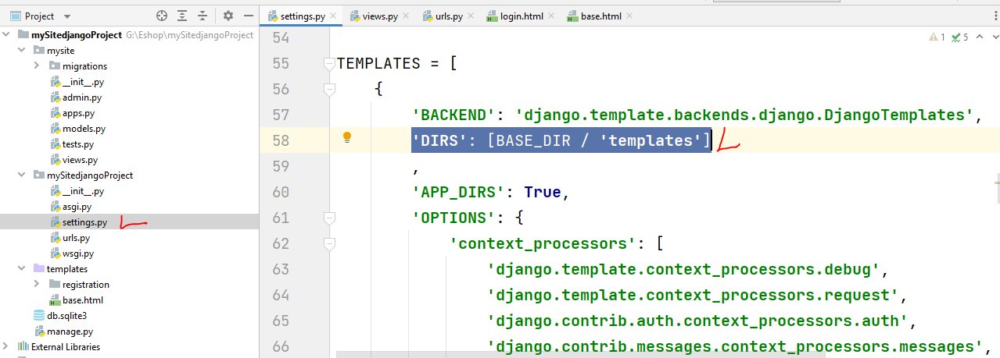 Project
settings.py
views.py
urls.py
login.html
base.html
mySitedjangoProject G:\Eshop\mySitedjangoProject
mysite
migrations
__init__.py
admin.py
apps.py
models.py
tests.py
views.py
mySitedjangoProject
__init__.py
asgi.py
settings.py
urls.py
wsgi.py
templates
registration
base.html
db.sqlite3
manage.py
External Libraries
1 5
54
55 TEMPLATES = [
56 {
57 'BACKEND': 'django.template.backends.django.DjangoTemplates',
58 'DIRS': [BASE_DIR / 'templates']
59 ,
60 'APP_DIRS': True,
61 'OPTIONS': {
62 'context_processors': [
63 'django.template.context_processors.debug',
64 'django.template.context_processors.request',
65 'django.contrib.auth.context_processors.auth',
66 'django.contrib.messages.context_processors.messages',